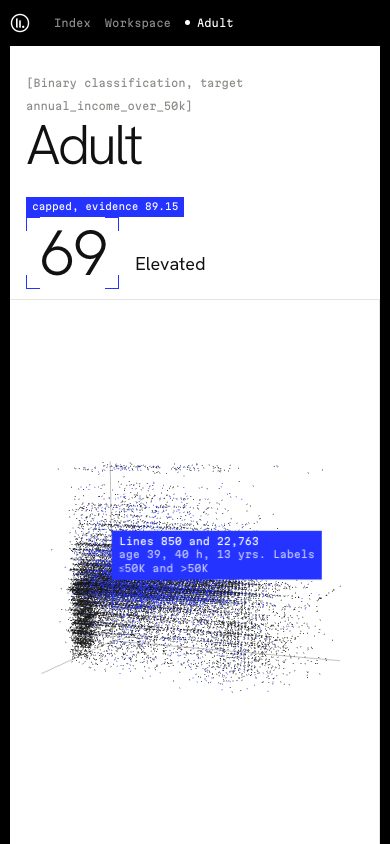 Index Workspace Adult
[Binary classification, target
annual_income_over_50k]
Adult
capped, evidence 89.15
69 Elevated
Lines 850 and 22,763
age 39, 40 h, 13 yrs. Labels
≤50K and >50K